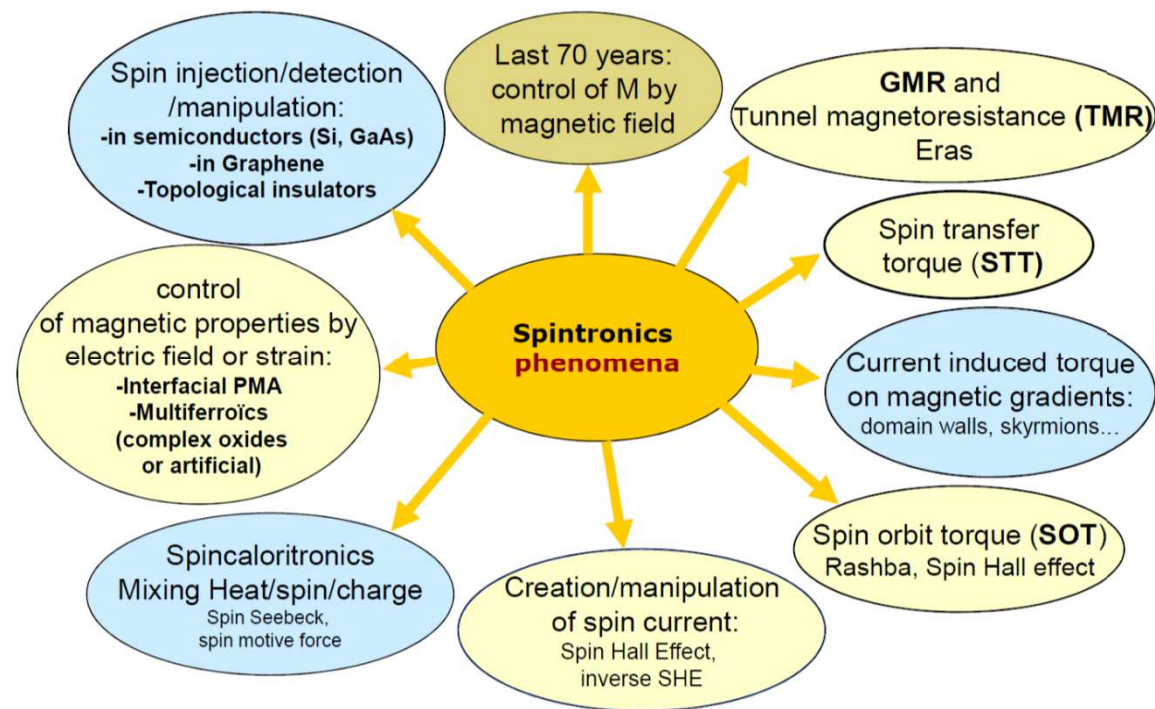 Spin injection/detection
/manipulation:
-in semiconductors (Si, GaAs)
-in Graphene
-Topological insulators
Last 70 years:
control of M by
magnetic field
GMR and
Tunnel magnetoresistance (TMR)
Eras
Spin transfer
torque (STT)
control
of magnetic properties by
electric field or strain:
-Interfacial PMA
-Multiferroïcs
(complex oxides
or artificial)
Spintronics
phenomena
Current induced torque
on magnetic gradients:
domain walls, skyrmions...
Spin orbit torque (SOT)
Rashba, Spin Hall effect
Spincaloritronics
Mixing Heat/spin/charge
Spin Seebeck,
spin motive force
Creation/manipulation
of spin current:
Spin Hall Effect,
inverse SHE